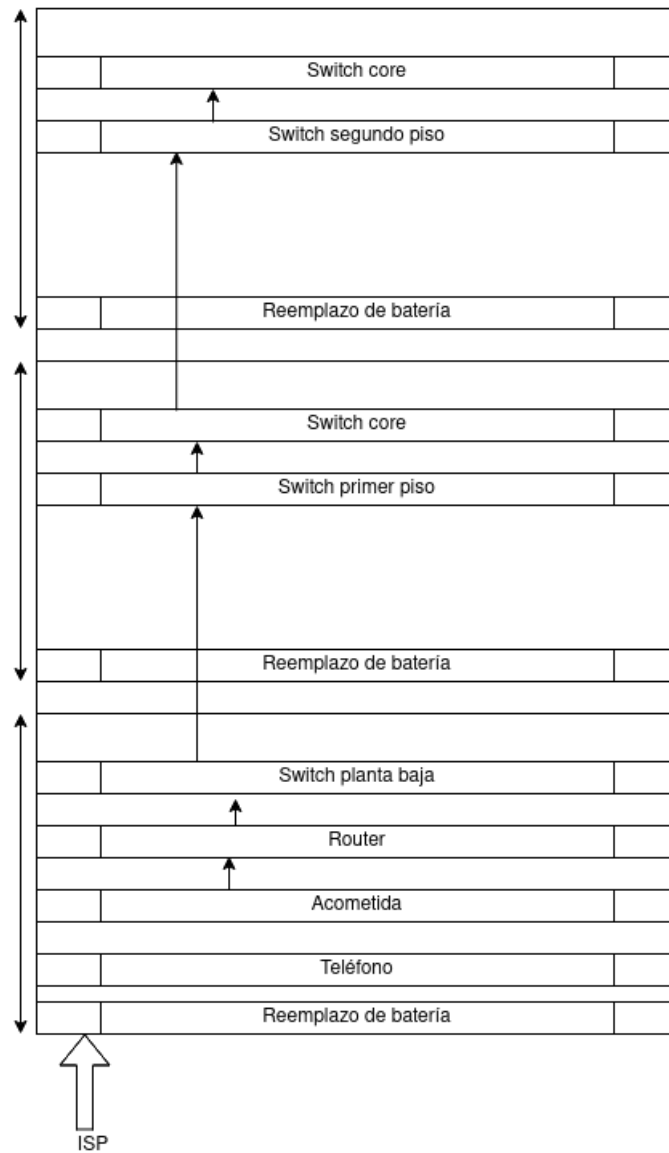 Switch core
Switch segundo piso
Reemplazo de batería
Switch core
Switch primer piso
Reemplazo de batería
Switch planta baja
Router
Acometida
Teléfono
Reemplazo de batería
ISP